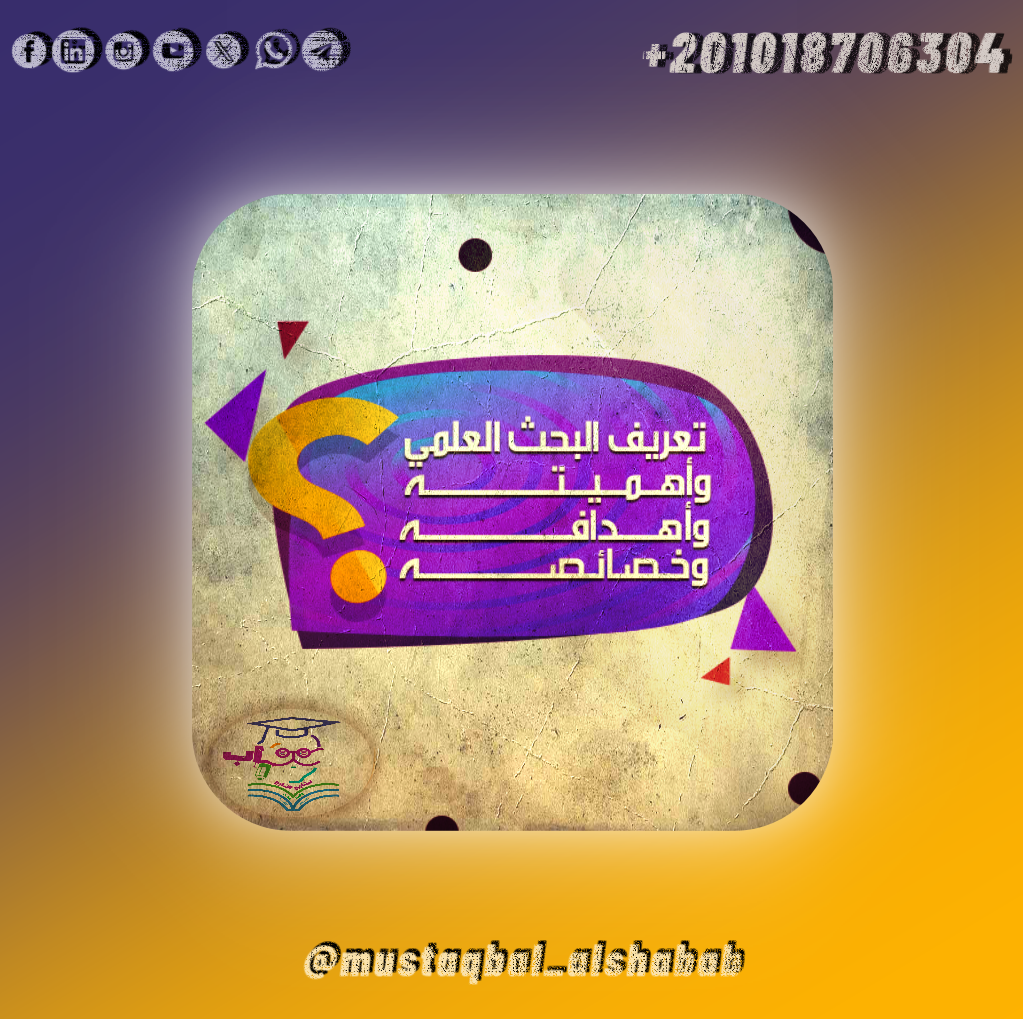 +201018706304
تعريف البحث العلمي
وأهميته
وأهدافه
وخصائصه
؟
@mustaqbal_alshabab